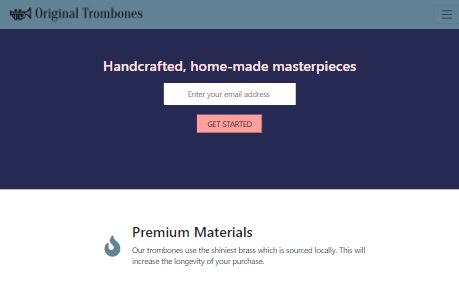 Original Trombones
Handcrafted, home-made masterpieces
Enter your email address
GET STARTED
Premium Materials
Our trombones use the shiniest brass which is sourced locally. This will
increase the longevity of your purchase.